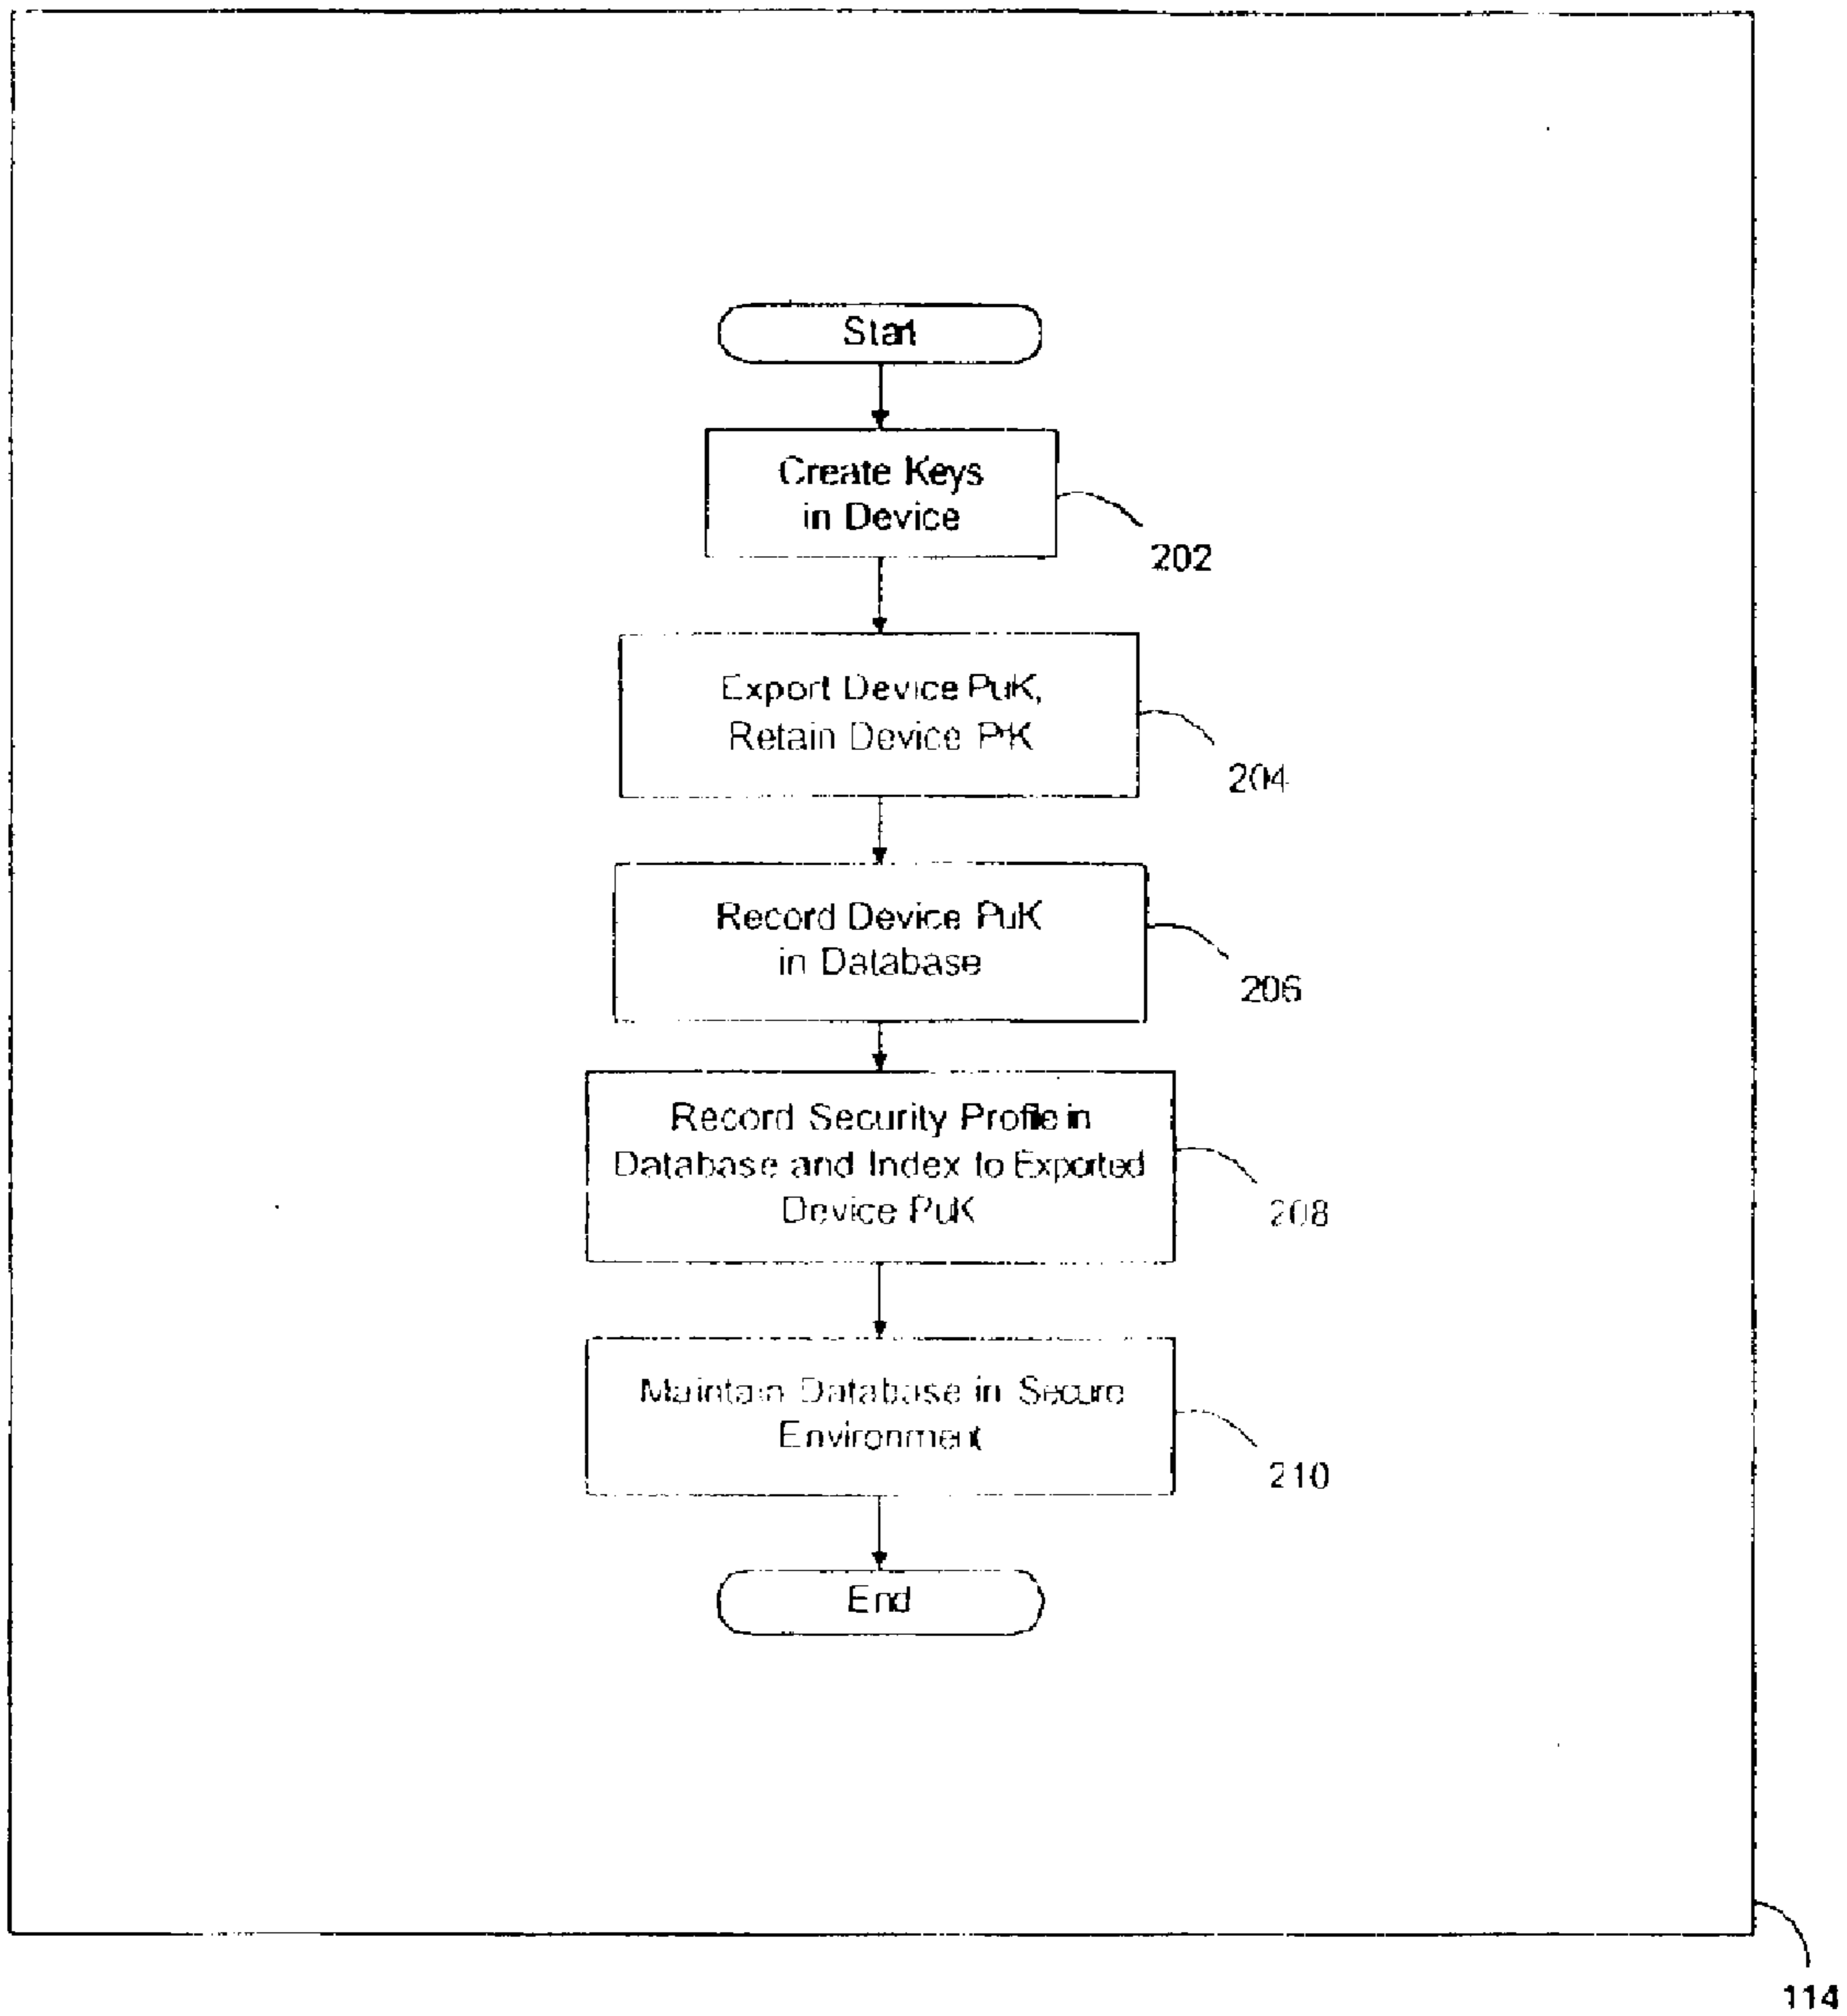 Start
Create Keys
in Device
202
Export Device PuK,
Retain Device PrK
204
Record Device PuK
in Database
206
Record Security Profile in
Database and Index to Exported
Device PuK
208
Maintain Database in Secure
Environment
210
End
114